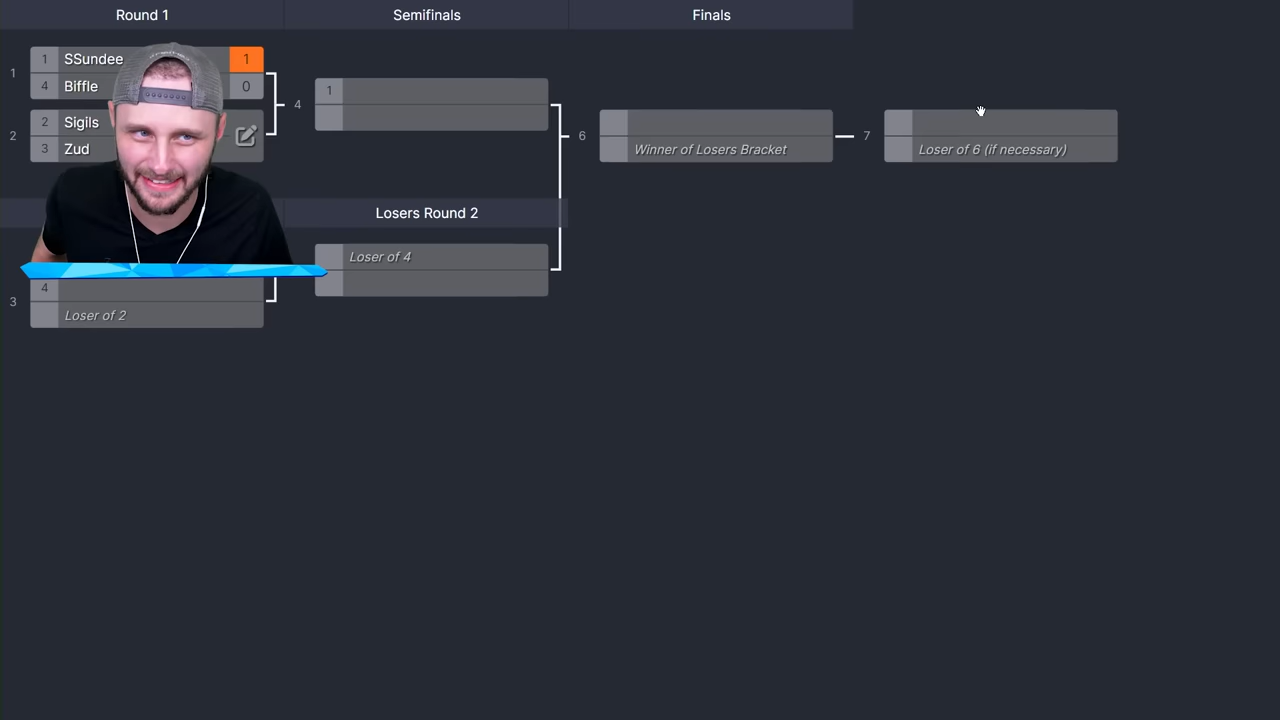 Round 1
Semifinals
Finals
1
1 SSundee 1
4 Biffle 0
2
2 Sigils
3 Zud
4
1
6
Winner of Losers Bracket
7
Loser of 6 (if necessary)
Losers Round 2
Loser of 4
3
4
Loser of 2